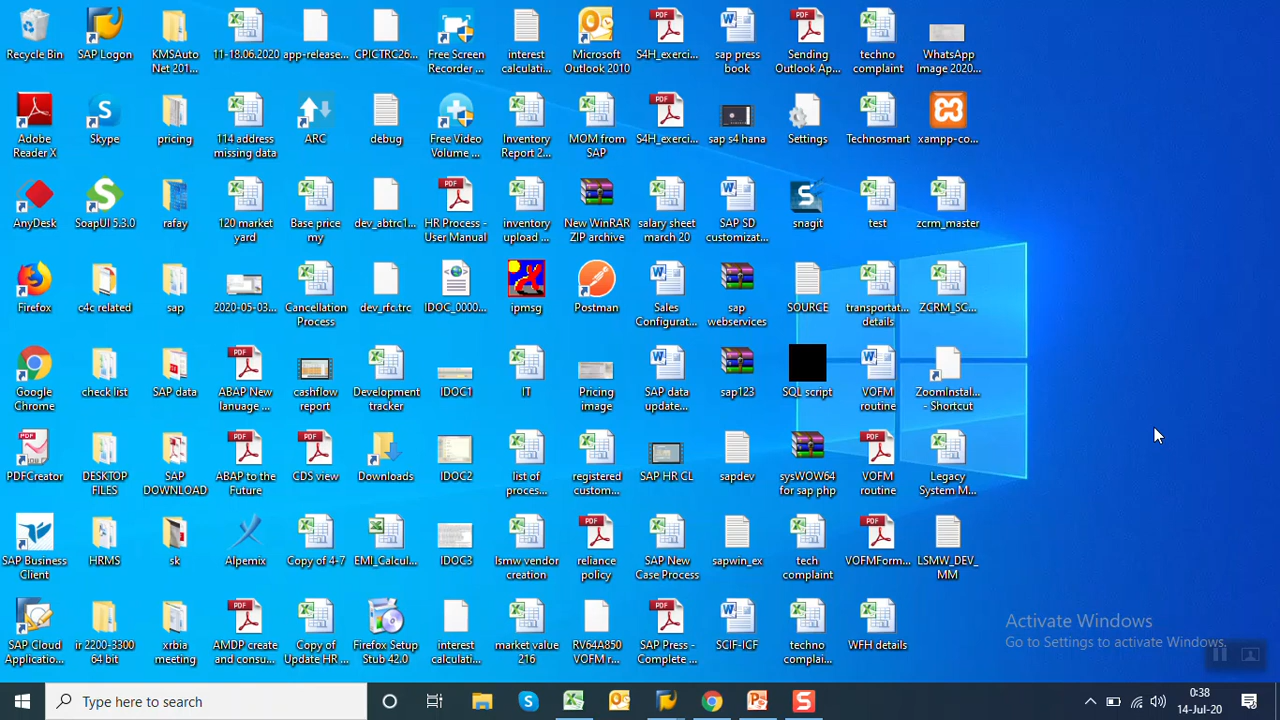 Recycle Bin
SAP Logon
KMSAuto
Net 201...
11-18.06.2020
app-release...
CPICTRC26...
Free Screen
Recorder ...
interest
calculati...
Microsoft
Outlook 2010
S4H_exerci...
sap press
book
Sending
Outlook Ap...
techno
complaint
WhatsApp
Image 2020...
Adobe
Reader X
Skype
pricing
114 address
missing data
ARC
debug
Free Video
Volume ...
Inventory
Report 2...
MOM from
SAP
S4H_exerci...
sap s4 hana
Settings
Technosmart
xampp-co...
AnyDesk
SoapUI 5.3.0
rafay
120 market
yard
Base price
my
dev_abtrc1...
HR Process -
User Manual
inventory
upload ...
New WinRAR
ZIP archive
salary sheet
march 20
SAP SD
customizat...
snagit
test
zcrm_master
Firefox
c4c related
sap
2020-05-03...
Cancellation
Process
dev_rfc.trc
IDOC_0000...
ipmsg
Postman
Sales
Configurat...
sap
webservices
SOURCE
transportat...
details
ZCRM_SC...
Google
Chrome
check list
SAP data
ABAP New
lanuage ...
cashflow
report
Development
tracker
IDOC1
IT
Pricing
image
SAP data
update...
sap123
SQL script
VOFM
routine
ZoomInstal...
- Shortcut
PDFCreator
DESKTOP
FILES
SAP
DOWNLOAD
ABAP to the
Future
CDS view
Downloads
IDOC2
list of
proces...
registered
custom...
SAP HR CL
sapdev
sysWOW64
for sap php
VOFM
routine
Legacy
System M...
SAP Business
Client
HRMS
sk
Alpemix
Copy of 4-7
EMI_Calcul...
IDOC3
lsmw vendor
creation
reliance
policy
SAP New
Case Process
sapwin_ex
tech
complaint
VOFMForm...
LSMW_DEV_
MM
SAP Cloud
Applicatio...
ir 2200-3300
64 bit
xrbia
meeting
AMDP create
and consu...
Copy of
Update HR ...
Firefox Setup
Stub 42.0
interest
calculati...
market value
216
RV64A850
VOFM r...
SAP Press -
Complete ...
SCIF-ICF
techno
complai...
WFH details
Activate Windows
Go to Settings to activate Windows.
Type here to search
0:38
14-Jul-20